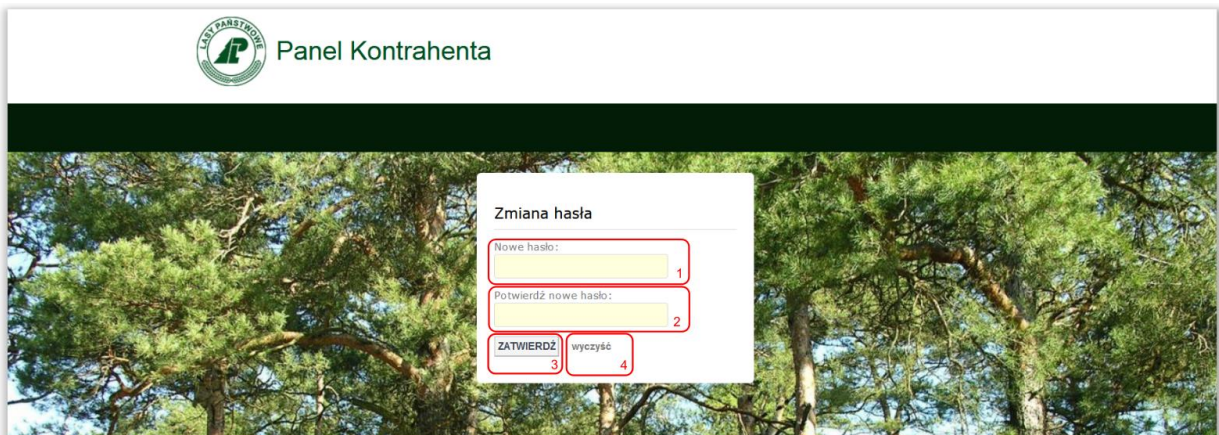 LASY PAŃSTWOWE
Panel Kontrahenta
Zmiana hasła
Nowe hasło:
1
Potwierdź nowe hasło:
2
ZATWIERDŹ wyczyść
3 4